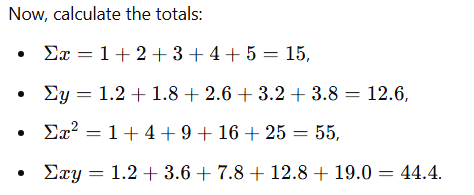 Now, calculate the totals:
• Σx = 1 + 2 + 3 + 4 + 5 = 15,
• Σy = 1.2 + 1.8 + 2.6 + 3.2 + 3.8 = 12.6,
• Σx² = 1 + 4 + 9 + 16 + 25 = 55,
• Σxy = 1.2 + 3.6 + 7.8 + 12.8 + 19.0 = 44.4.